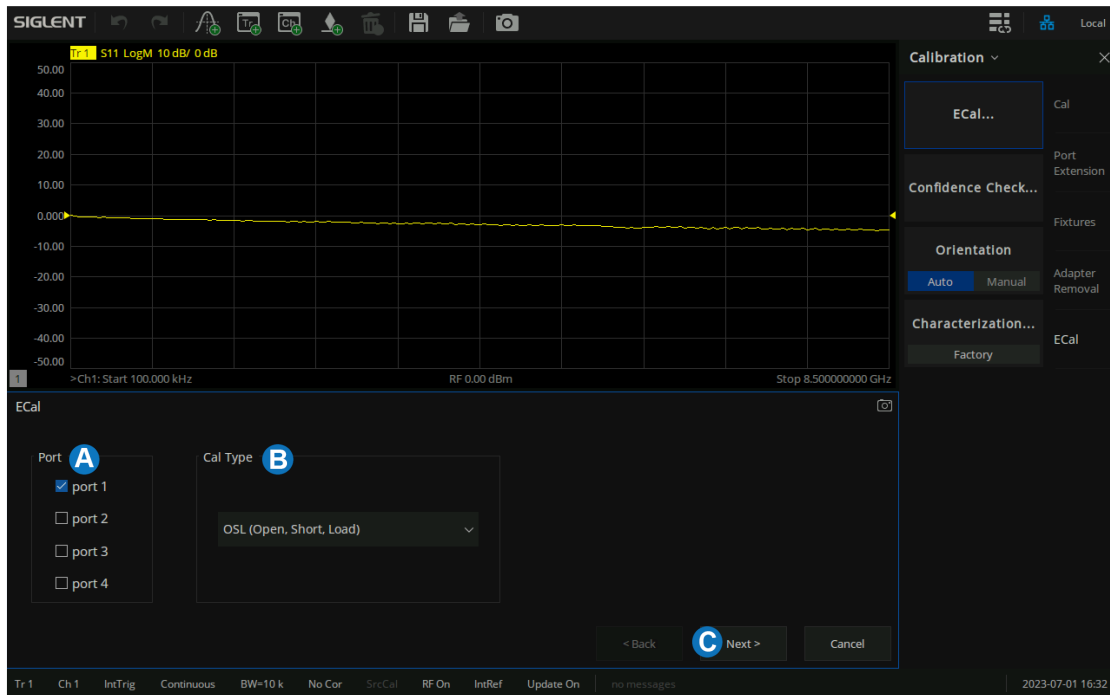 SIGLENT Tr Ch Local
Tr 1 S11 LogM 10 dB/ 0 dB
50.00
40.00
30.00
20.00
10.00
0.000
-10.00
-20.00
-30.00
-40.00
-50.00
1 >Ch1: Start 100.000 kHz RF 0.00 dBm Stop 8.500000000 GHz
Calibration
ECal...
Confidence Check...
Orientation
Auto Manual
Characterization...
Factory
Cal
Port
Extension
Fixtures
Adapter
Removal
ECal
ECal
Port A
port 1
port 2
port 3
port 4
Cal Type B
OSL (Open, Short, Load)
< Back C Next > Cancel
Tr 1 Ch 1 IntTrig Continuous BW=10 k No Cor SrcCal RF On IntRef Update On no messages 2023-07-01 16:32